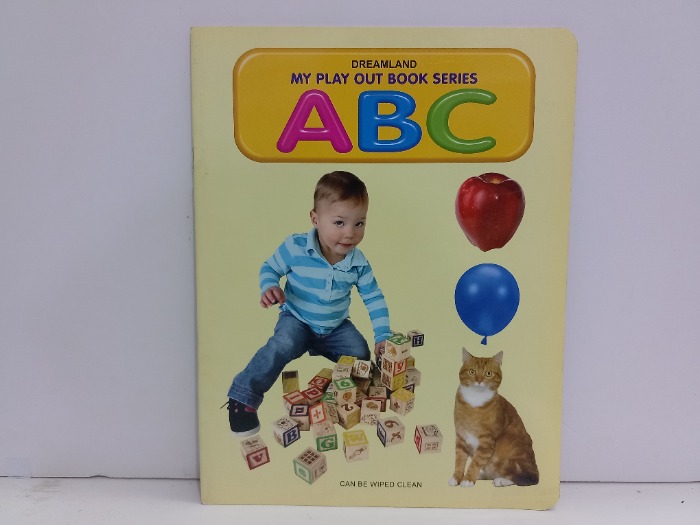 DREAMLAND
MY PLAY OUT BOOK SERIES
ABC
CAN BE WIPED CLEAN